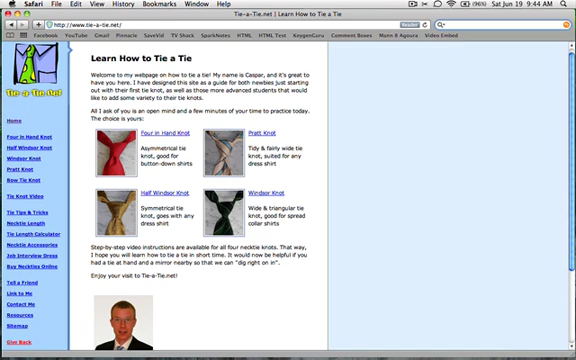 Safari File Edit View History Bookmarks Window Help
(96%) Sat Jun 19 9:44 AM
Tie-a-Tie.net | Learn How to Tie a Tie
http://www.tie-a-tie.net/
Reader
Facebook YouTube Gmail Pinnacle SaveVid TV Shack SparkNotes HTML HTML Test KeygenGuru Comment Boxes Mann & Agoura Video Embed
Tie-a-Tie.net
Home
Four in Hand Knot
Half Windsor Knot
Windsor Knot
Pratt Knot
Bow Tie Knot
Tie Knot Video
Tie Tips & Tricks
Necktie Length
Tie Length Calculator
Necktie Accessories
Job Interview Dress
Buy Neckties Online
Tell a Friend
Link to Me
Contact Me
Resources
Sitemap
Give Back
Learn How to Tie a Tie
Welcome to my webpage on how to tie a tie! My name is Caspar, and it's great to
have you here. I have designed this site as a guide for both newbies just starting
out with their first tie knot, as well as those more advanced students that would
like to add some variety to their tie knots.
All I ask of you is an open mind and a few minutes of your time to practice today.
The choice is yours:
Four in Hand Knot
Asymmetrical tie
knot, good for
button-down shirts
Pratt Knot
Tidy & fairly wide tie
knot, suited for any
dress shirt
Half Windsor Knot
Symmetrical tie
knot, goes with any
dress shirt
Windsor Knot
Wide & triangular tie
knot, good for spread
collar shirts
Step-by-step video instructions are available for all four necktie knots. That way,
I hope you will learn how to tie a tie in short time. It would now be helpful if you
had a tie at hand and a mirror nearby so that we can "dig right on in".
Enjoy your visit to Tie-a-Tie.net!